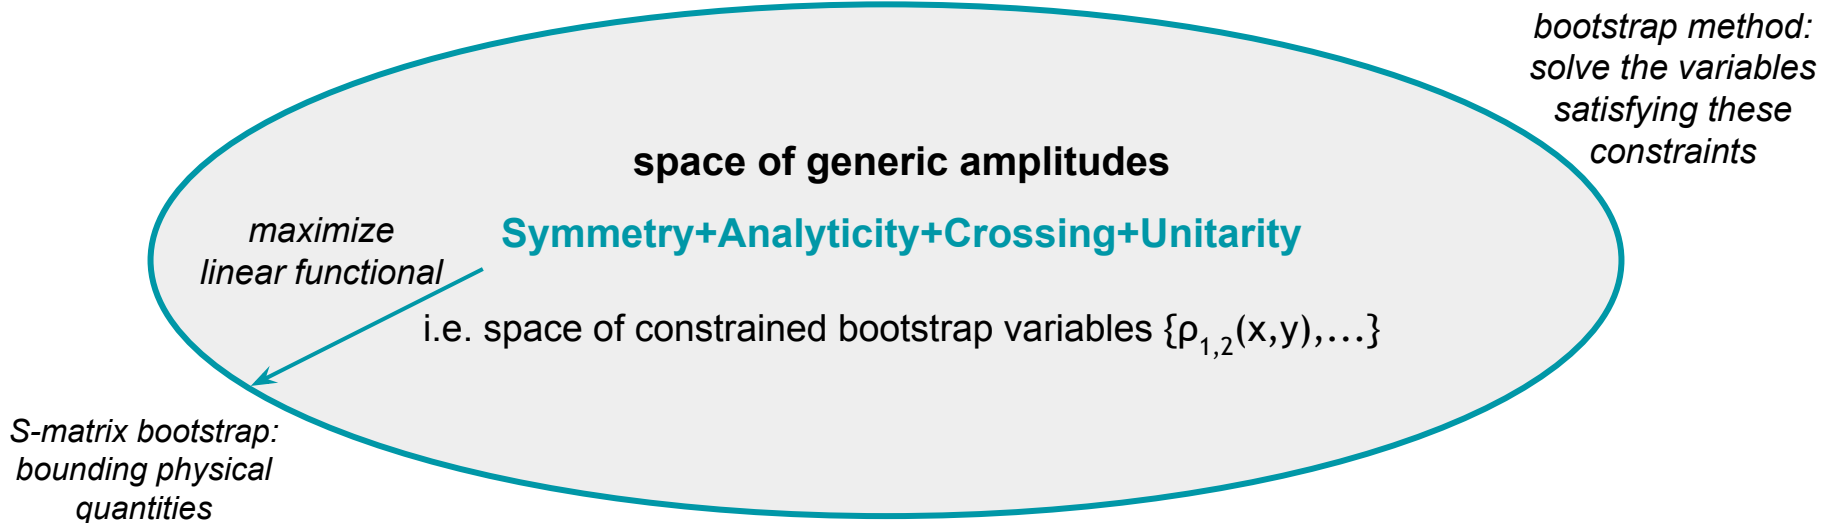 bootstrap method:
solve the variables
satisfying these
constraints
space of generic amplitudes
Symmetry+Analyticity+Crossing+Unitarity
maximize
linear functional
i.e. space of constrained bootstrap variables {ρ₁,₂(x,y),...}
S-matrix bootstrap:
bounding physical
quantities